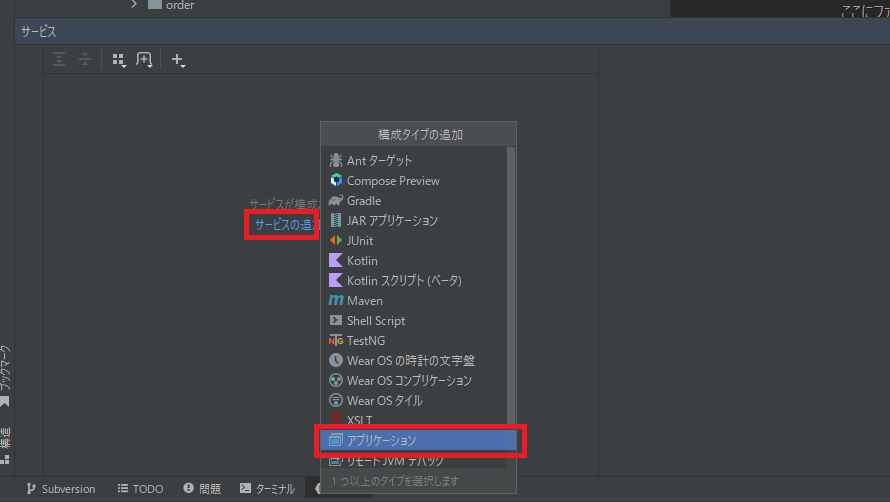 order
ここにファ
サービス
構成タイプの追加
Ant ターゲット
Compose Preview
Gradle
サービスが構成
JAR アプリケーション
サービスの追加
JUnit
Kotlin
Kotlin スクリプト (ベータ)
Maven
Shell Script
TestNG
Wear OS の時計の文字盤
Wear OS コンプリケーション
Wear OS タイル
XSLT
アプリケーション
リモート JVM デバッグ
1 つ以上のタイプを選択します
ブックマーク
構造
Subversion
TODO
問題
ターミナル